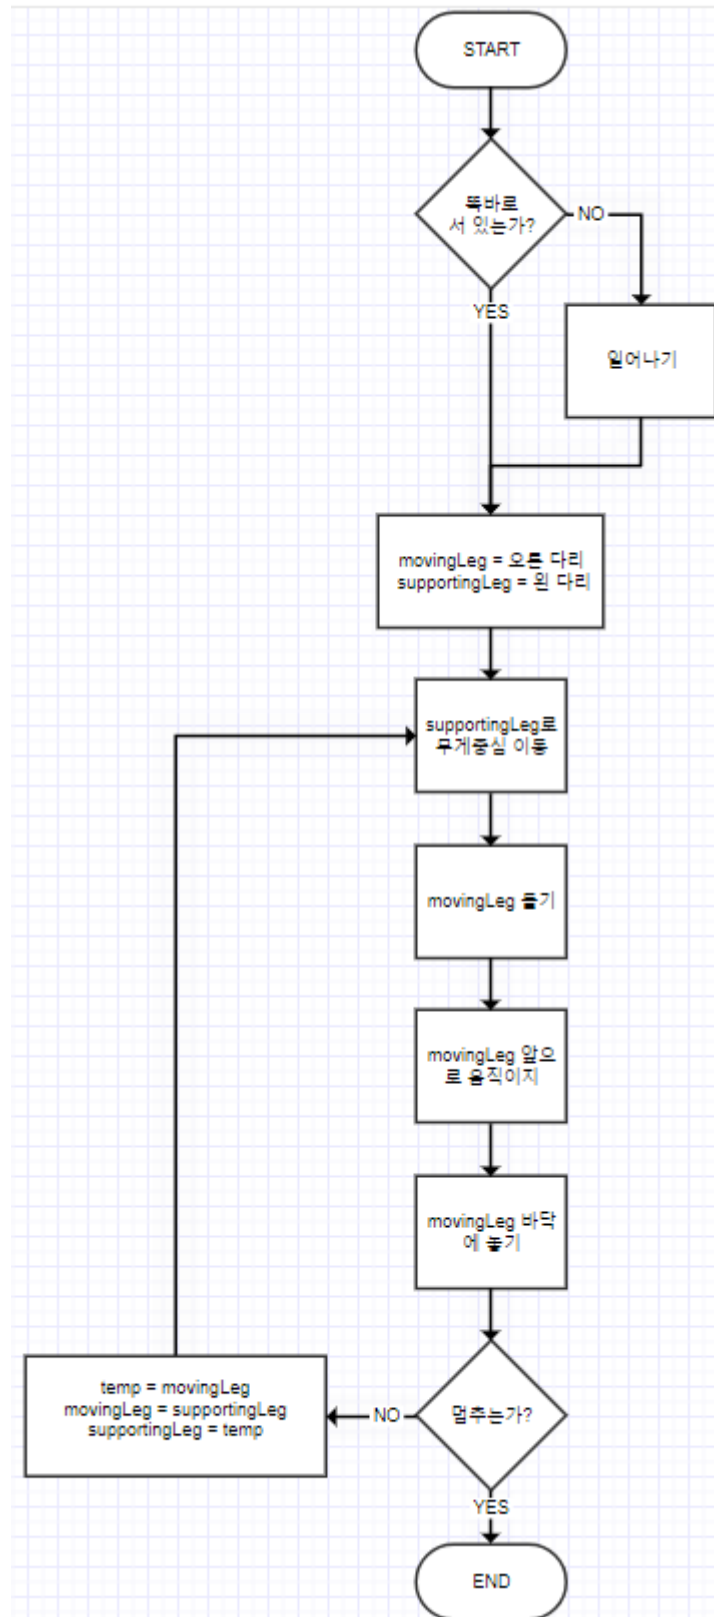 START
똑바로
서 있는가?
NO
YES
일어나기
movingLeg = 오른 다리
supportingLeg = 왼 다리
supportingLeg로
무게중심 이동
movingLeg 들기
movingLeg 앞으
로 움직이지
movingLeg 바닥
에 놓기
멈추는가?
NO
temp = movingLeg
movingLeg = supportingLeg
supportingLeg = temp
YES
END